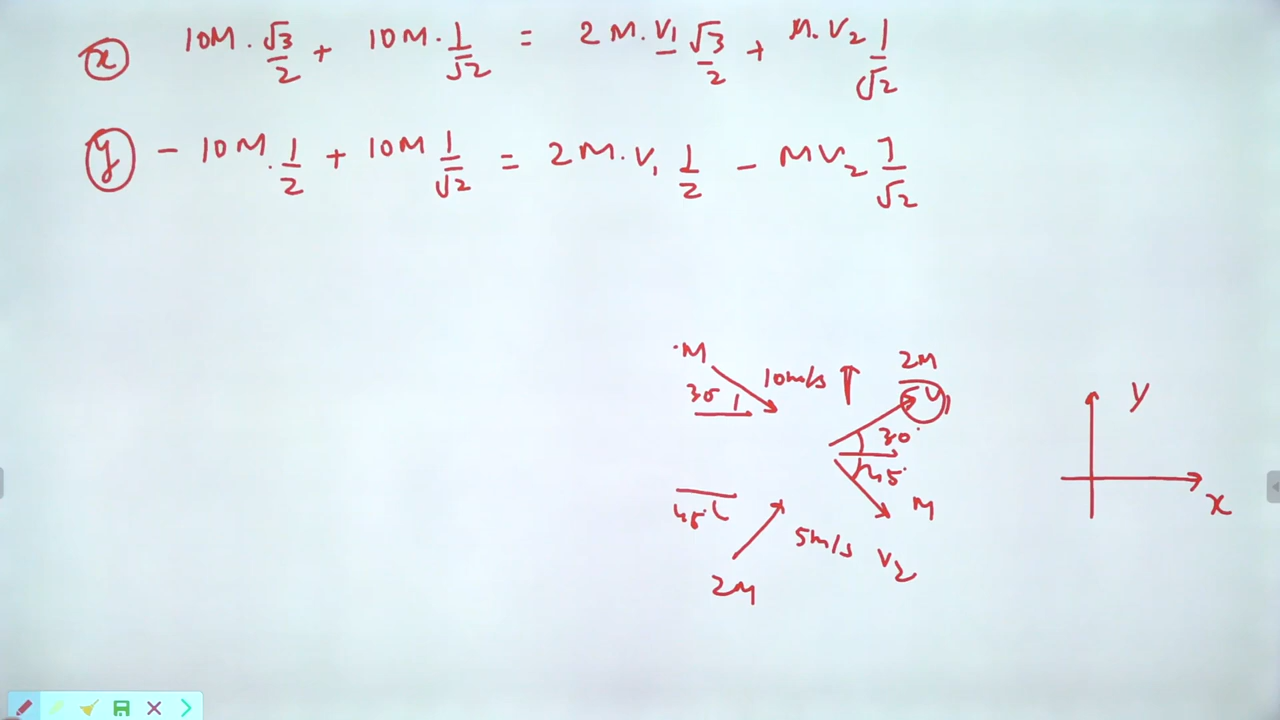 x 10M · √3/2 + 10M · 1/√2 = 2M · V₁ √3/2 + M · V₂ 1/√2
y − 10M · 1/2 + 10M 1/√2 = 2M · V₁ 1/2 − MV₂ 1/√2
M
30°
10m/s
2M
V₁
30°
45°
M
y
x
45°
5m/s
V₂
2M